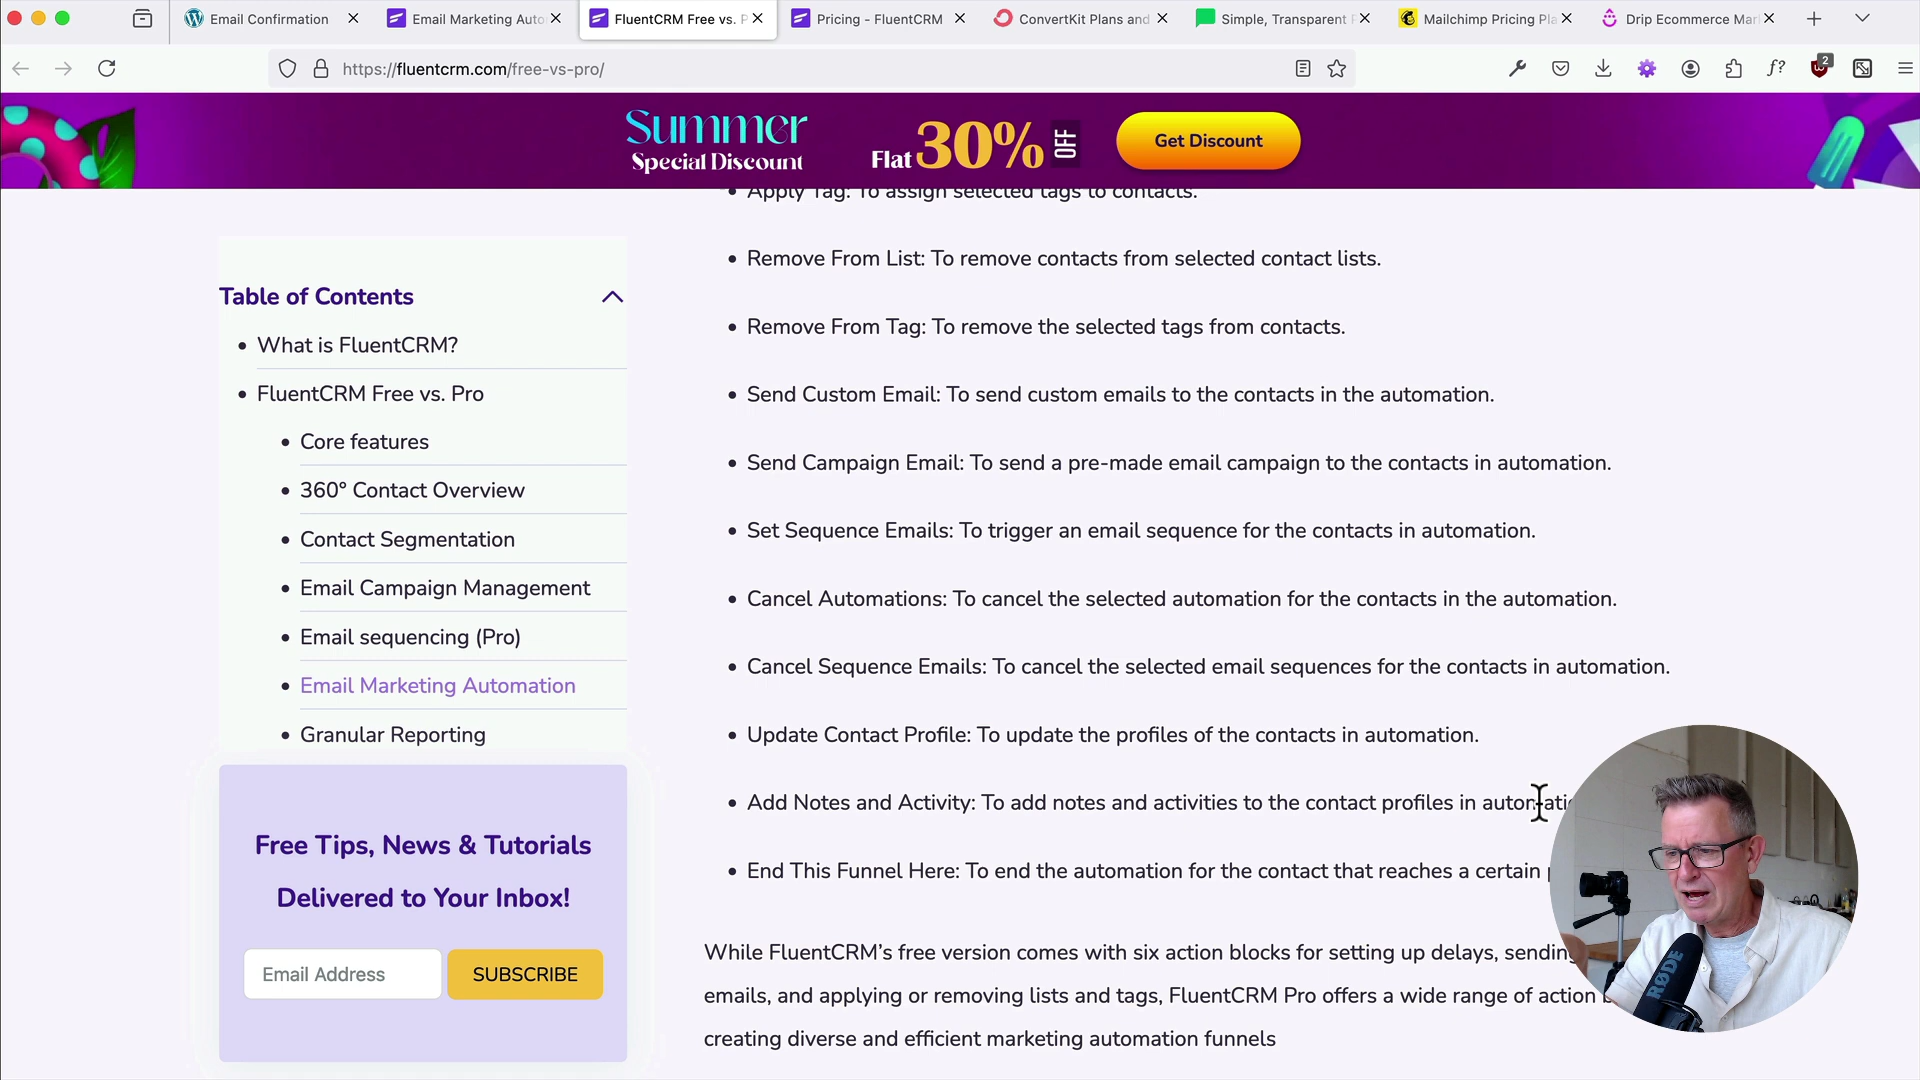 Email Confirmation
Email Marketing Auto
FluentCRM Free vs. P
Pricing - FluentCRM
ConvertKit Plans and
Simple, Transparent P
Mailchimp Pricing Pla
Drip Ecommerce Mar
https://fluentcrm.com/free-vs-pro/
f?
2
Summer
Special Discount
Flat 30% OFF
Get Discount
Apply Tag: To assign selected tags to contacts.
Remove From List: To remove contacts from selected contact lists.
Remove From Tag: To remove the selected tags from contacts.
Send Custom Email: To send custom emails to the contacts in the automation.
Send Campaign Email: To send a pre-made email campaign to the contacts in automation.
Set Sequence Emails: To trigger an email sequence for the contacts in automation.
Cancel Automations: To cancel the selected automation for the contacts in the automation.
Cancel Sequence Emails: To cancel the selected email sequences for the contacts in automation.
Update Contact Profile: To update the profiles of the contacts in automation.
Add Notes and Activity: To add notes and activities to the contact profiles in automatio
End This Funnel Here: To end the automation for the contact that reaches a certain
While FluentCRM’s free version comes with six action blocks for setting up delays, sending
emails, and applying or removing lists and tags, FluentCRM Pro offers a wide range of action
creating diverse and efficient marketing automation funnels
Table of Contents
What is FluentCRM?
FluentCRM Free vs. Pro
Core features
360° Contact Overview
Contact Segmentation
Email Campaign Management
Email sequencing (Pro)
Email Marketing Automation
Granular Reporting
Free Tips, News & Tutorials
Delivered to Your Inbox!
Email Address
SUBSCRIBE
RØDE